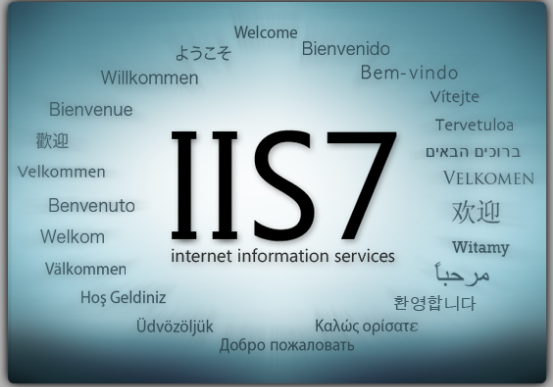 Welcome
ようこそ
Bienvenido
Willkommen
Bem-vindo
Bienvenue
Vítejte
歡迎
Tervetuloa
ברוכים הבאים
Velkommen
VELKOMEN
IIS7
Benvenuto
欢迎
Welkom
Witamy
internet information services
Välkommen
مرحباً
Hoş Geldiniz
환영합니다
Üdvözöljük
Καλώς ορίσατε
Добро пожаловать